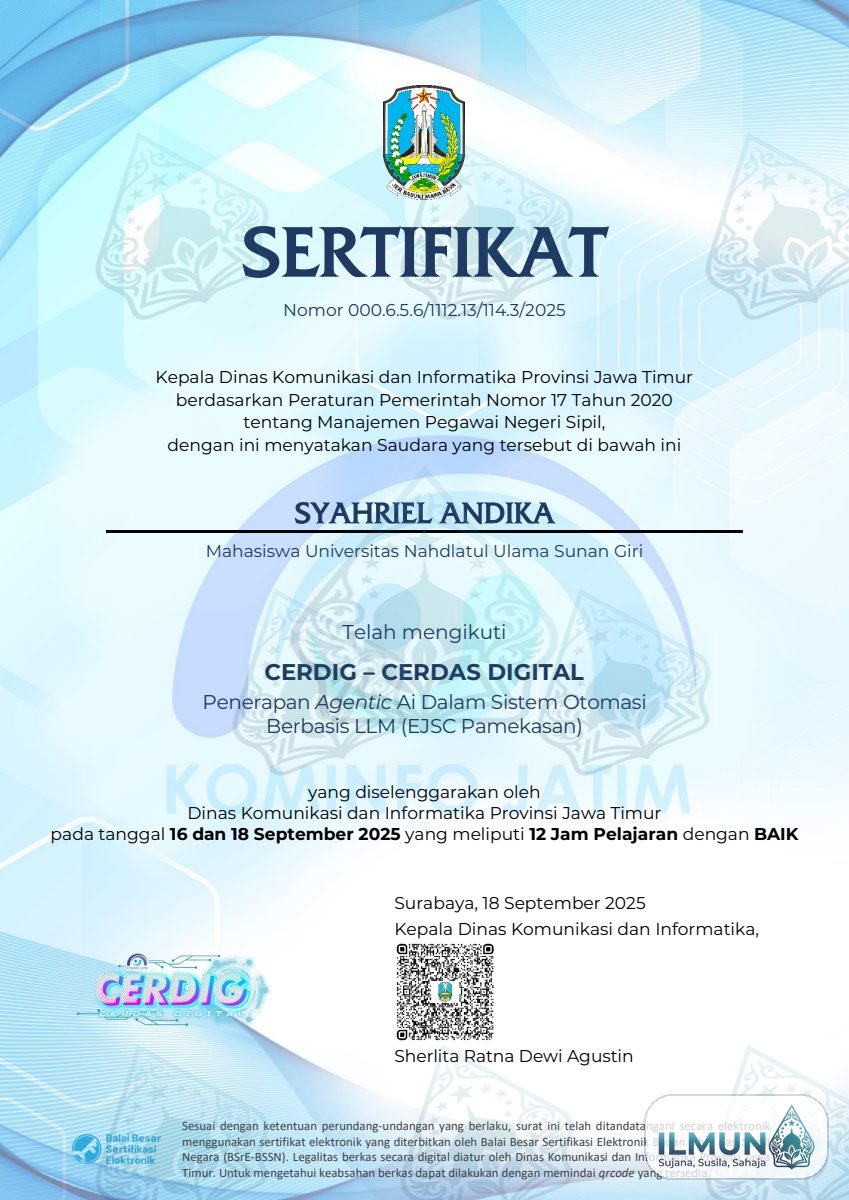 JAWA TIMUR
JER BASUKI MAWA BEYA
SERTIFIKAT
Nomor 000.6.5.6/1112.13/114.3/2025
Kepala Dinas Komunikasi dan Informatika Provinsi Jawa Timur
berdasarkan Peraturan Pemerintah Nomor 17 Tahun 2020
tentang Manajemen Pegawai Negeri Sipil,
dengan ini menyatakan Saudara yang tersebut di bawah ini
SYAHRIEL ANDIKA
Mahasiswa Universitas Nahdlatul Ulama Sunan Giri
Telah mengikuti
CERDIG – CERDAS DIGITAL
Penerapan Agentic Ai Dalam Sistem Otomasi
Berbasis LLM (EJSC Pamekasan)
KOMINFO JATIM
yang diselenggarakan oleh
Dinas Komunikasi dan Informatika Provinsi Jawa Timur
pada tanggal 16 dan 18 September 2025 yang meliputi 12 Jam Pelajaran dengan BAIK
Surabaya, 18 September 2025
Kepala Dinas Komunikasi dan Informatika,
CERDIG
CERDAS DIGITAL
Sherlita Ratna Dewi Agustin
Balai Besar
Sertifikasi
Elektronik
Sesuai dengan ketentuan perundang-undangan yang berlaku, surat ini telah ditandatangani secara elektronik
menggunakan sertifikat elektronik yang diterbitkan oleh Balai Besar Sertifikasi Elektronik
Negara (BSrE-BSSN). Legalitas berkas secara digital diatur oleh Dinas Komunikasi dan
Timur. Untuk mengetahui keabsahan berkas dapat dilakukan dengan memindai qrcode yang tersedia.
ILMUN
Sujana, Susila, Sahaja